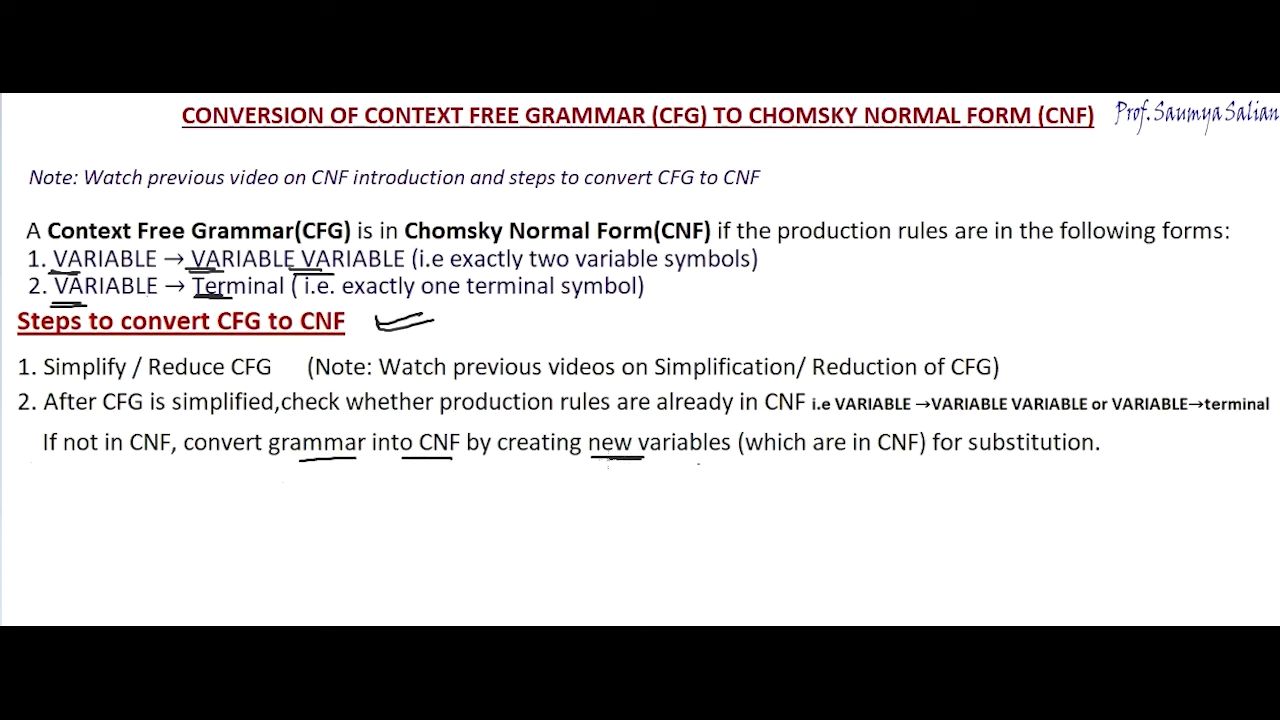 CONVERSION OF CONTEXT FREE GRAMMAR (CFG) TO CHOMSKY NORMAL FORM (CNF) Prof. Saumya Salian
Note: Watch previous video on CNF introduction and steps to convert CFG to CNF
A Context Free Grammar(CFG) is in Chomsky Normal Form(CNF) if the production rules are in the following forms:
1. VARIABLE → VARIABLE VARIABLE (i.e exactly two variable symbols)
2. VARIABLE → Terminal ( i.e. exactly one terminal symbol)
Steps to convert CFG to CNF
1. Simplify / Reduce CFG (Note: Watch previous videos on Simplification/ Reduction of CFG)
2. After CFG is simplified,check whether production rules are already in CNF i.e VARIABLE →VARIABLE VARIABLE or VARIABLE→terminal
If not in CNF, convert grammar into CNF by creating new variables (which are in CNF) for substitution.